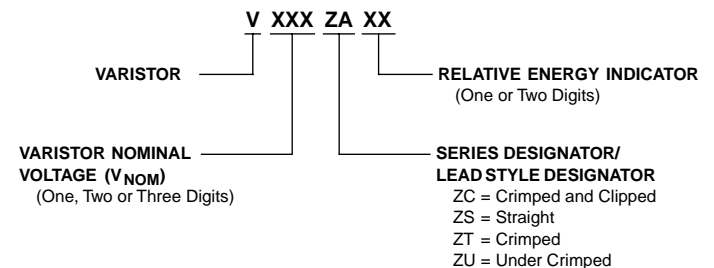 V XXX ZA XX
VARISTOR
RELATIVE ENERGY INDICATOR
(One or Two Digits)
VARISTOR NOMINAL
VOLTAGE (VNOM)
(One, Two or Three Digits)
SERIES DESIGNATOR/
LEAD STYLE DESIGNATOR
ZC = Crimped and Clipped
ZS = Straight
ZT = Crimped
ZU = Under Crimped